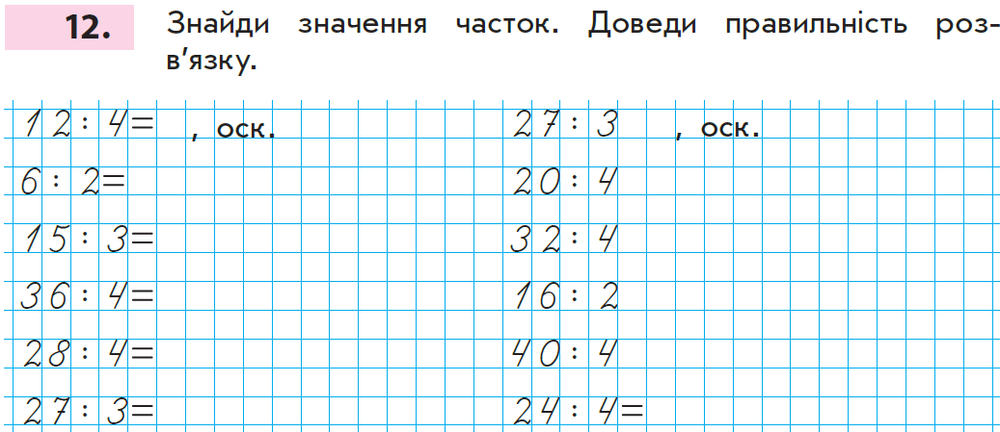 12. Знайди значення часток. Доведи правильність роз-
в’язку.
12 : 4 = , оск. 27 : 3 , оск.
6 : 2 = 20 : 4
15 : 3 = 32 : 4
36 : 4 = 16 : 2
28 : 4 = 40 : 4
27 : 3 = 24 : 4 =